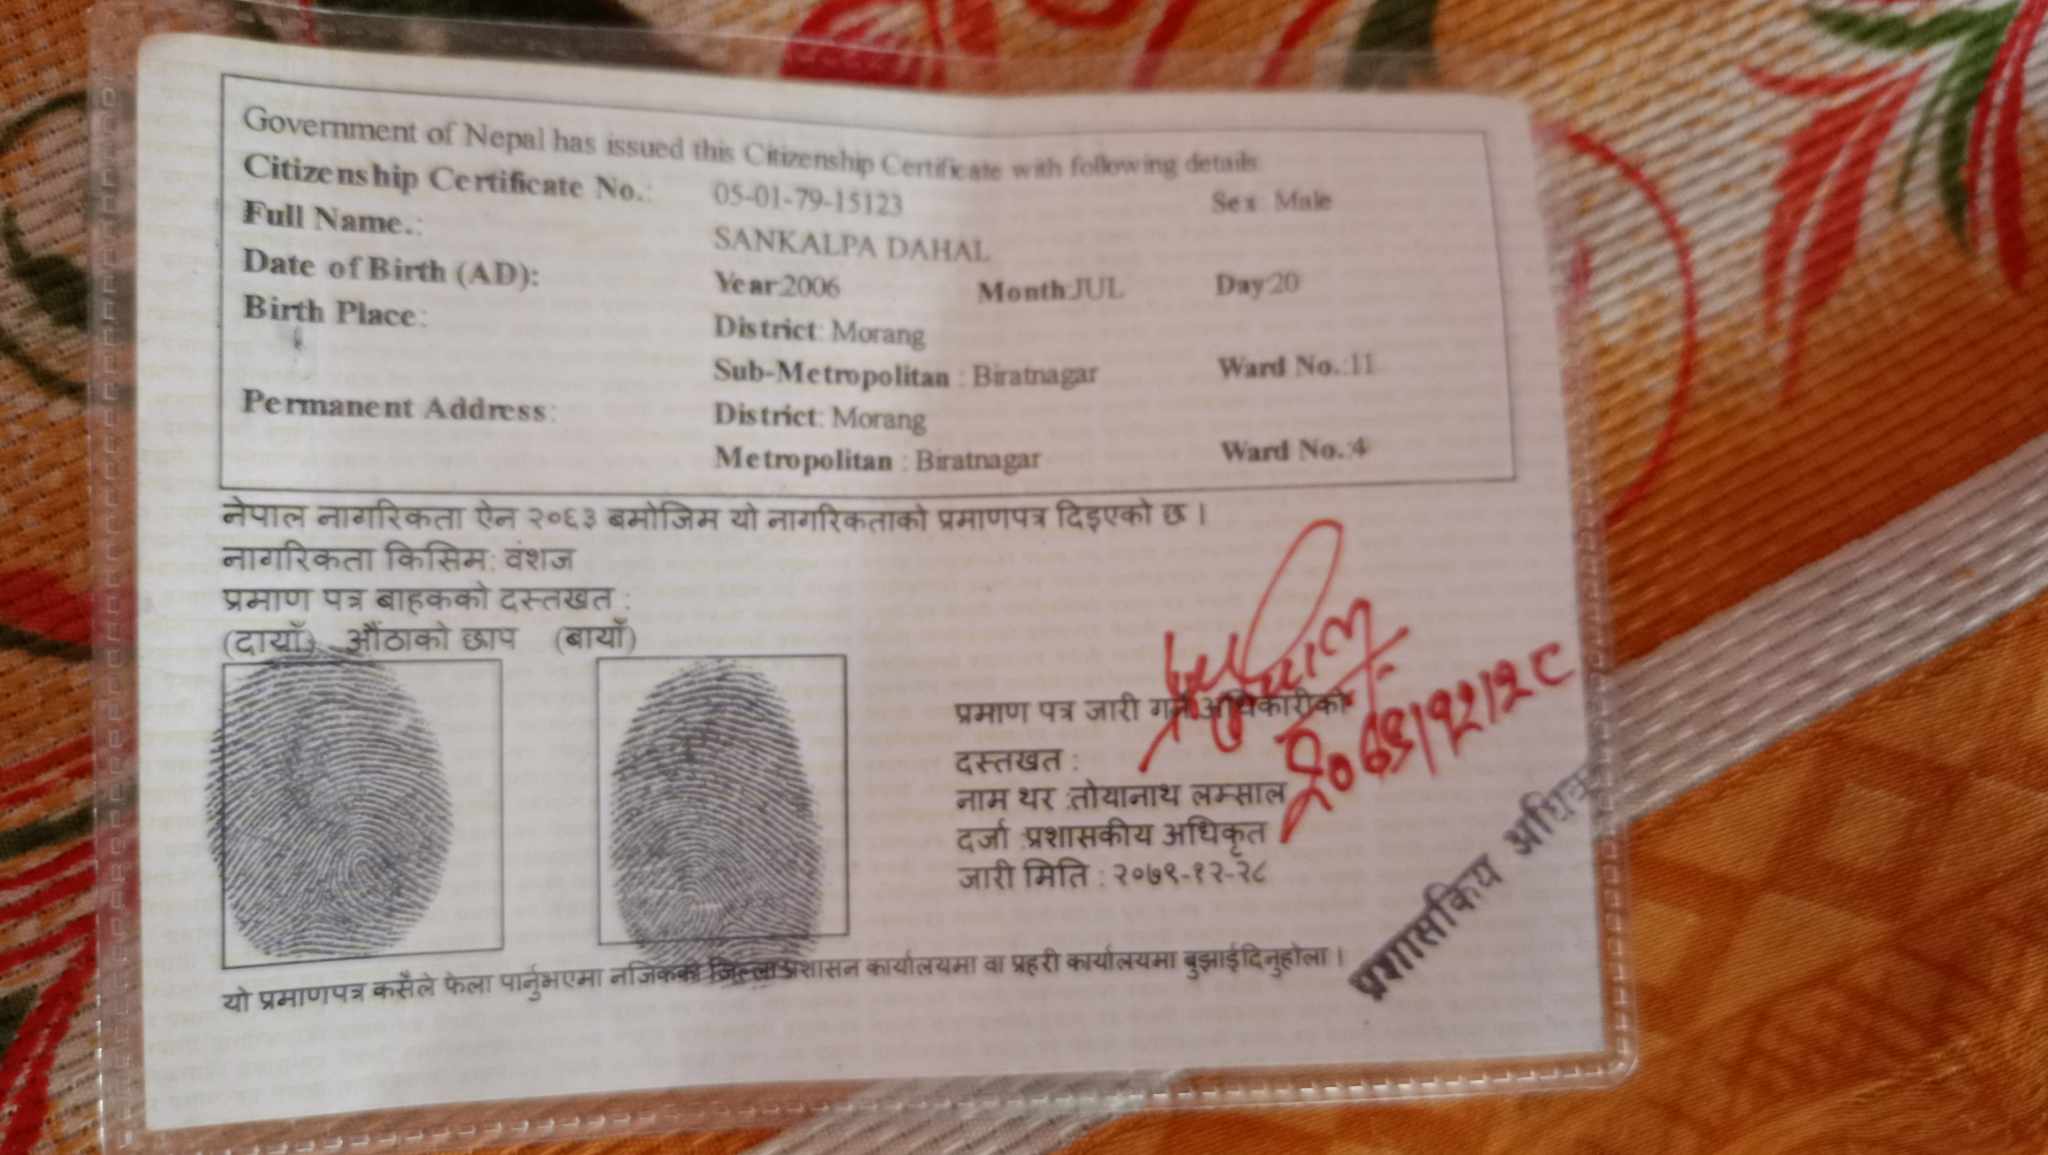 Government of Nepal has issued this Citizenship Certificate with following details
Citizenship Certificate No.: 05-01-79-15123 Sex: Male
Full Name.: SANKALPA DAHAL
Date of Birth (AD): Year:2006 Month:JUL Day:20
Birth Place: District: Morang
Sub-Metropolitan : Biratnagar Ward No.:11
Permanent Address: District: Morang
Metropolitan : Biratnagar Ward No.:4
नेपाल नागरिकता ऐन २०६३ बमोजिम यो नागरिकताको प्रमाणपत्र दिइएको छ ।
नागरिकता किसिम: वंशज
प्रमाण पत्र बाहकको दस्तखत :
(दायाँ) औंठाको छाप (बायाँ)
प्रमाण पत्र जारी गर्ने अधिकारीको
दस्तखत :
नाम थर :तोयानाथ लम्साल
दर्जा :प्रशासकीय अधिकृत
जारी मिति : २०७९-१२-२८
२०७९।१२।२८
प्रशासकिय
यो प्रमाणपत्र कसैले फेला पार्नुभएमा नजिकको जिल्ला प्रशासन कार्यालयमा वा प्रहरी कार्यालयमा बुझाईदिनुहोला ।